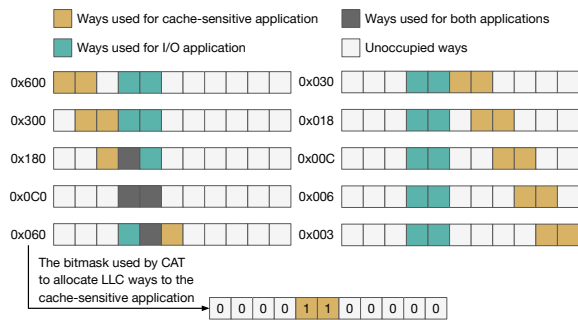 Ways used for cache-sensitive application
Ways used for both applications
Ways used for I/O application
Unoccupied ways
0x600
0x030
0x300
0x018
0x180
0x00C
0x0C0
0x006
0x060
0x003
The bitmask used by CAT
to allocate LLC ways to the
cache-sensitive application
0 0 0 0 1 1 0 0 0 0 0